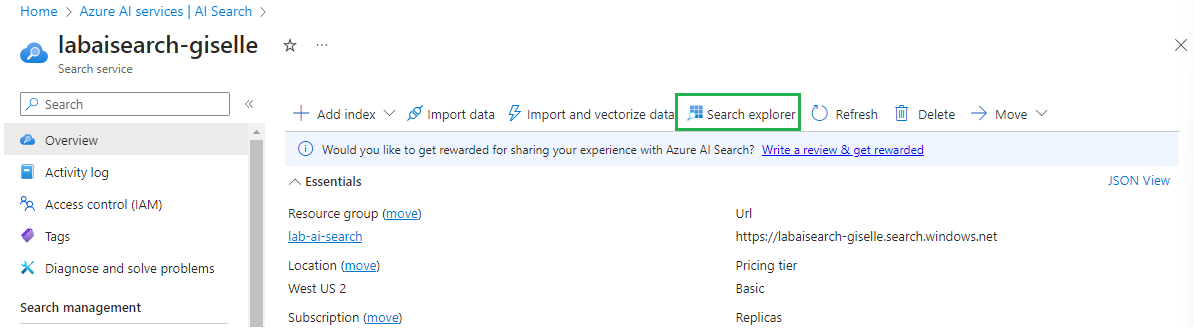 Home > Azure AI services | AI Search >
labaisearch-giselle
Search service
Search
Overview
Activity log
Access control (IAM)
Tags
Diagnose and solve problems
Search management
Add index Import data Import and vectorize data Search explorer Refresh Delete Move
Would you like to get rewarded for sharing your experience with Azure AI Search? Write a review & get rewarded
Essentials
JSON View
Resource group (move)
lab-ai-search
Location (move)
West US 2
Subscription (move)
Url
https://labaisearch-giselle.search.windows.net
Pricing tier
Basic
Replicas